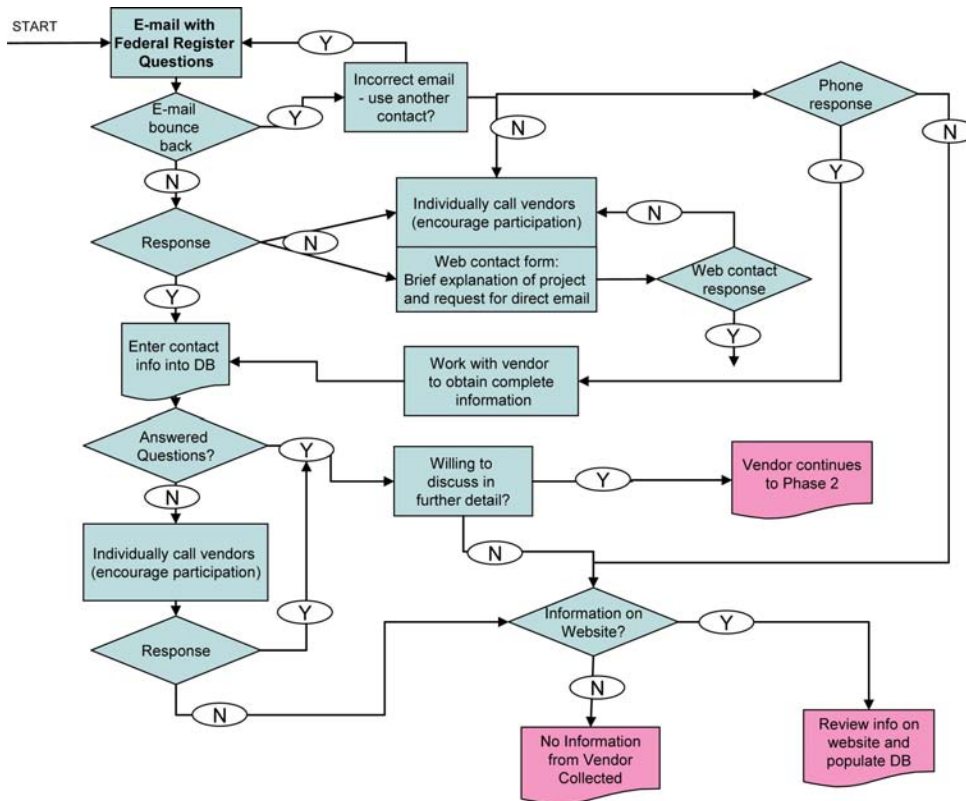 START
E-mail with
Federal Register
Questions
Y
Incorrect email
- use another
contact?
Phone
response
E-mail
bounce
back
Y
N
N
N
Y
Individually call vendors
(encourage participation)
N
Response
N
Web contact form:
Brief explanation of project
and request for direct email
Web contact
response
Y
Y
Enter contact
info into DB
Work with vendor
to obtain complete
information
Answered
Questions?
Y
Willing to
discuss in
further detail?
Y
Vendor continues
to Phase 2
N
Individually call vendors
(encourage participation)
N
Y
Information on
Website?
Y
Response
N
N
No Information
from Vendor
Collected
Review info on
website and
populate DB